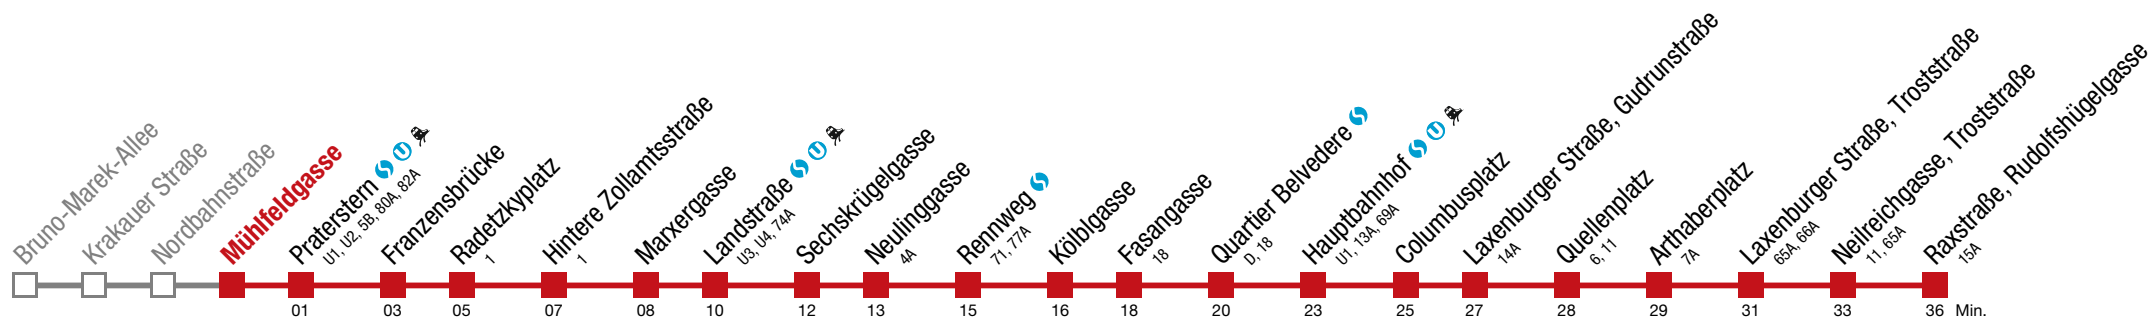 Bruno-Marek-Allee
Krakauer Straße
Nordbahnstraße
Mühlfeldgasse
Praterstern S U
U1, U2, 5B, 80A, 82A
Franzensbrücke
Radetzkyplatz
1
Hintere Zollamtsstraße
1
Marxergasse
Landstraße S U
U3, U4, 74A
Sechskrügelgasse
Neulinggasse
4A
Rennweg S
71, 77A
Kölblgasse
Fasangasse
18
Quartier Belvedere S
D, 18
Hauptbahnhof S U
U1, 13A, 69A
Columbusplatz
Laxenburger Straße, Gudrunstraße
14A
Quellenplatz
6, 11
Arthaberplatz
7A
Laxenburger Straße, Troststraße
65A, 66A
Neilreichgasse, Troststraße
11, 65A
Raxstraße, Rudolfshügelgasse
15A
01 03 05 07 08 10 12 13 15 16 18 20 23 25 27 28 29 31 33 36 Min.